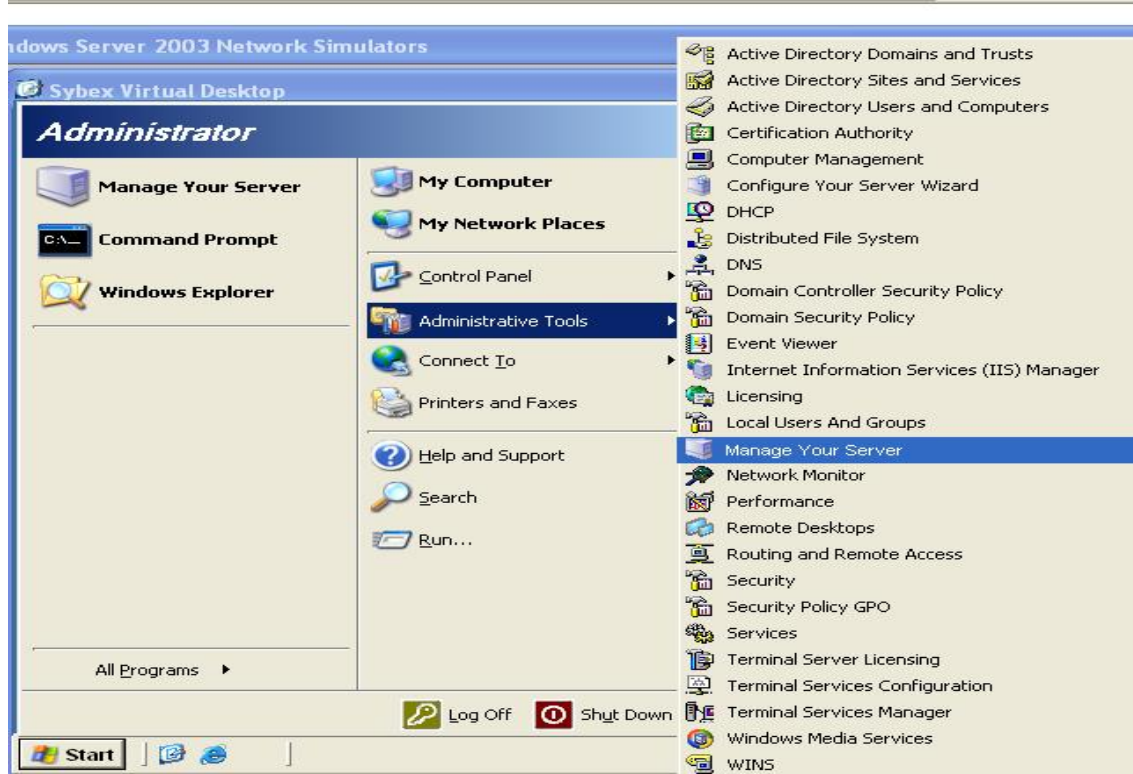 ndows Server 2003 Network Simulators
Sybex Virtual Desktop
Administrator
Manage Your Server
Command Prompt
Windows Explorer
All Programs
My Computer
My Network Places
Control Panel
Administrative Tools
Connect To
Printers and Faxes
Help and Support
Search
Run...
Log Off
Shut Down
Start
Active Directory Domains and Trusts
Active Directory Sites and Services
Active Directory Users and Computers
Certification Authority
Computer Management
Configure Your Server Wizard
DHCP
Distributed File System
DNS
Domain Controller Security Policy
Domain Security Policy
Event Viewer
Internet Information Services (IIS) Manager
Licensing
Local Users And Groups
Manage Your Server
Network Monitor
Performance
Remote Desktops
Routing and Remote Access
Security
Security Policy GPO
Services
Terminal Server Licensing
Terminal Services Configuration
Terminal Services Manager
Windows Media Services
WINS